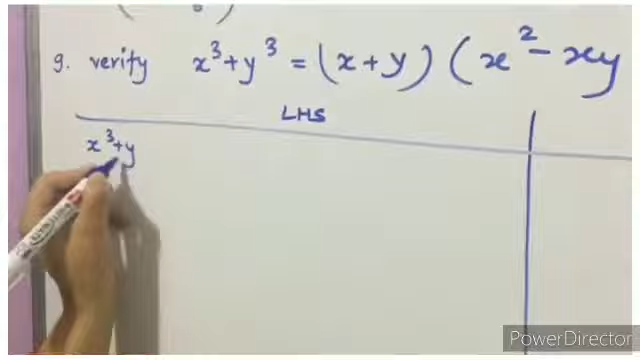 9. verify x³+y³ = (x+y) (x²-xy
LHS
x³+y
PowerDirector